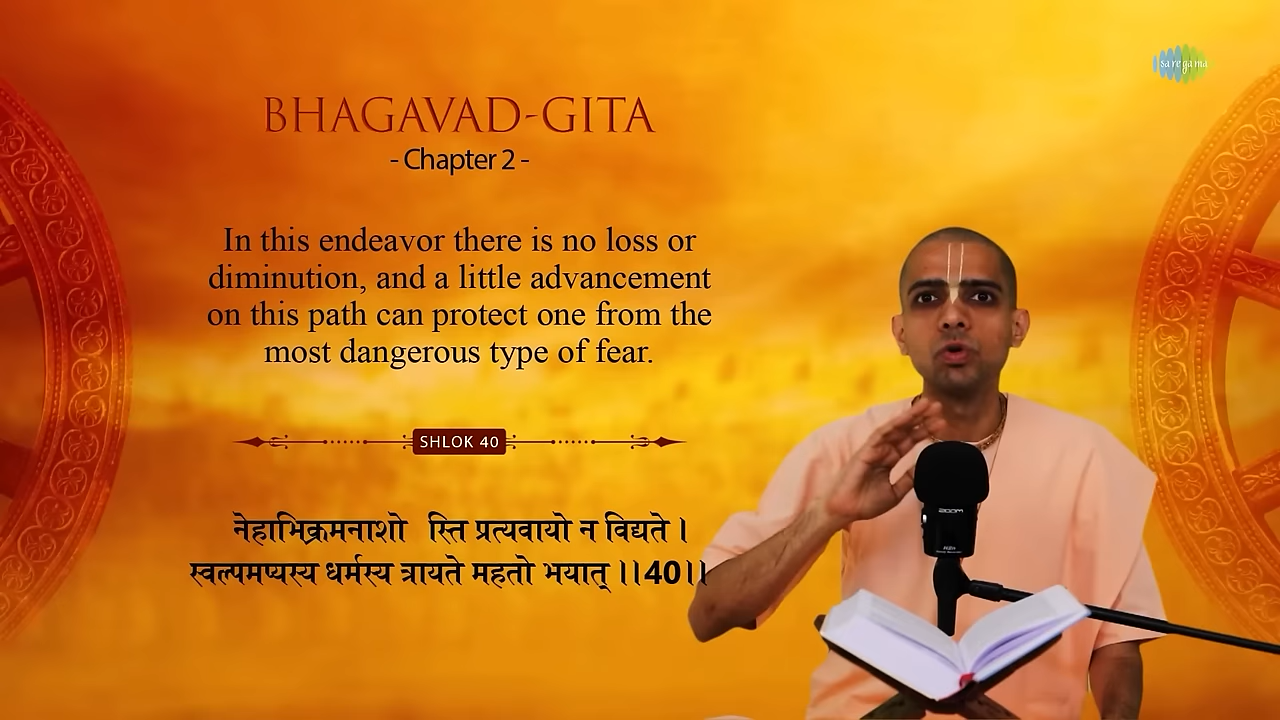 saregama
BHAGAVAD-GITA
- Chapter 2 -
In this endeavor there is no loss or
diminution, and a little advancement
on this path can protect one from the
most dangerous type of fear.
SHLOK 40
नेहाभिक्रमनाशो स्ति प्रत्यवायो न विद्यते ।
स्वल्पमप्यस्य धर्मस्य त्रायते महतो भयात् ।।40।।
zoom